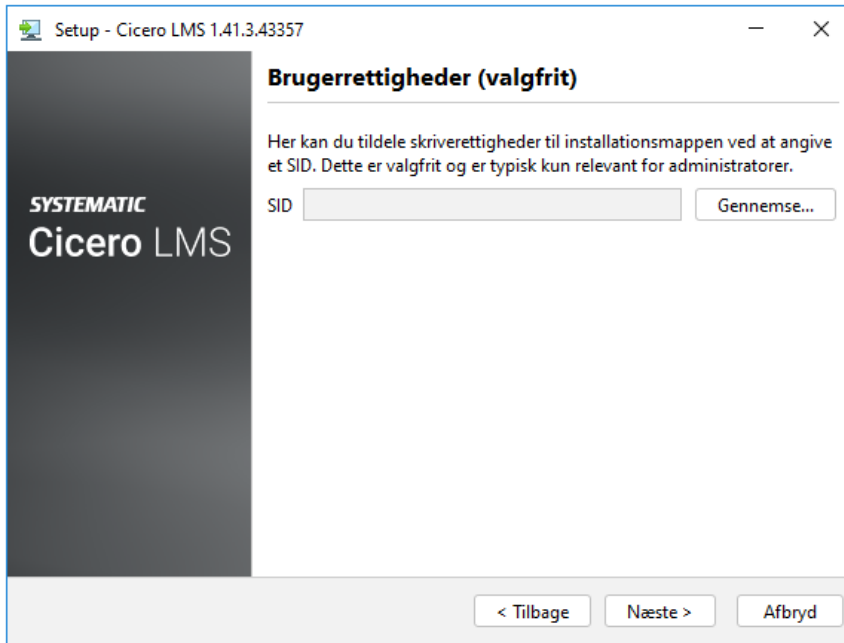 Setup - Cicero LMS 1.41.3.43357
Brugerrettigheder (valgfrit)
Her kan du tildele skriverettigheder til installationsmappen ved at angive
et SID. Dette er valgfrit og er typisk kun relevant for administratorer.
SID
Gennemse...
SYSTEMATIC
Cicero LMS
< Tilbage
Næste >
Afbryd